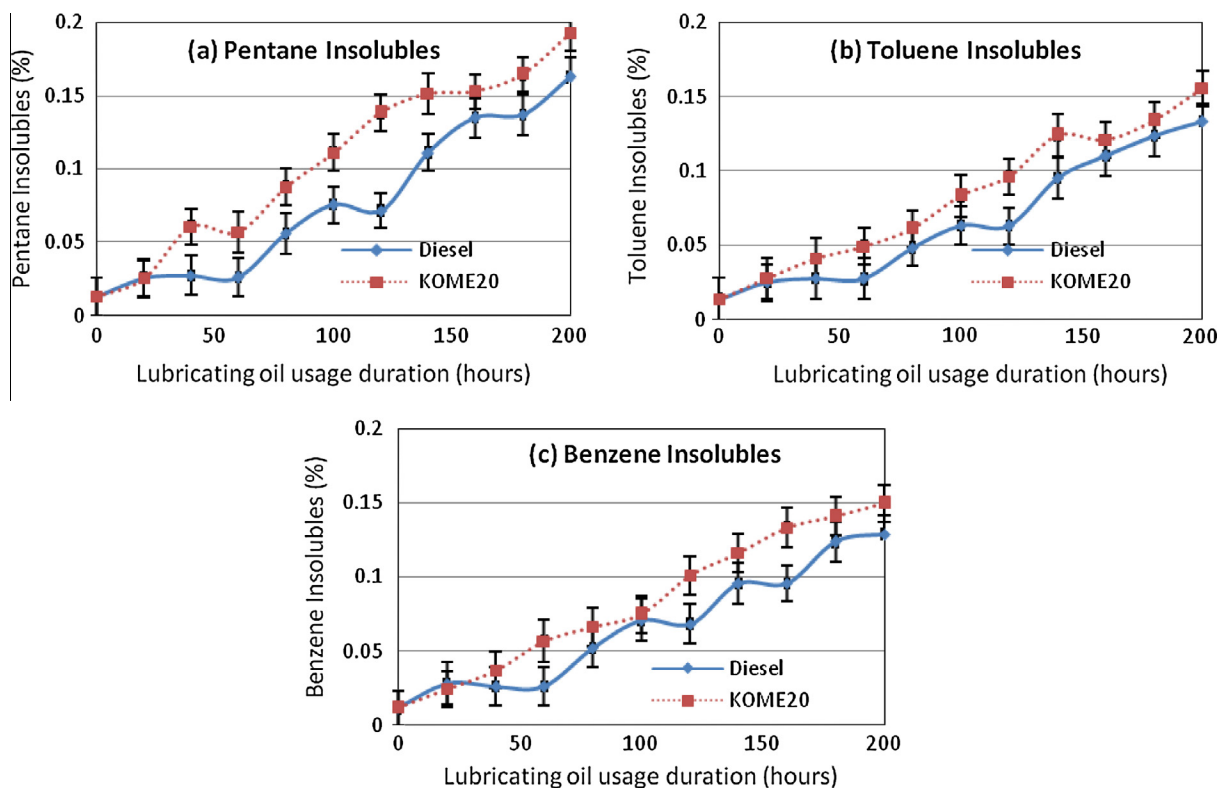 (a) Pentane Insolubles
Pentane Insolubles (%)
0.2
0.15
0.1
0.05
0
Diesel
KOME20
0 50 100 150 200
Lubricating oil usage duration (hours)
(b) Toluene Insolubles
Toluene Insolubles (%)
0.2
0.15
0.1
0.05
0
Diesel
KOME20
0 50 100 150 200
Lubricating oil usage duration (hours)
(c) Benzene Insolubles
Benzene Insolubles (%)
0.2
0.15
0.1
0.05
0
Diesel
KOME20
0 50 100 150 200
Lubricating oil usage duration (hours)